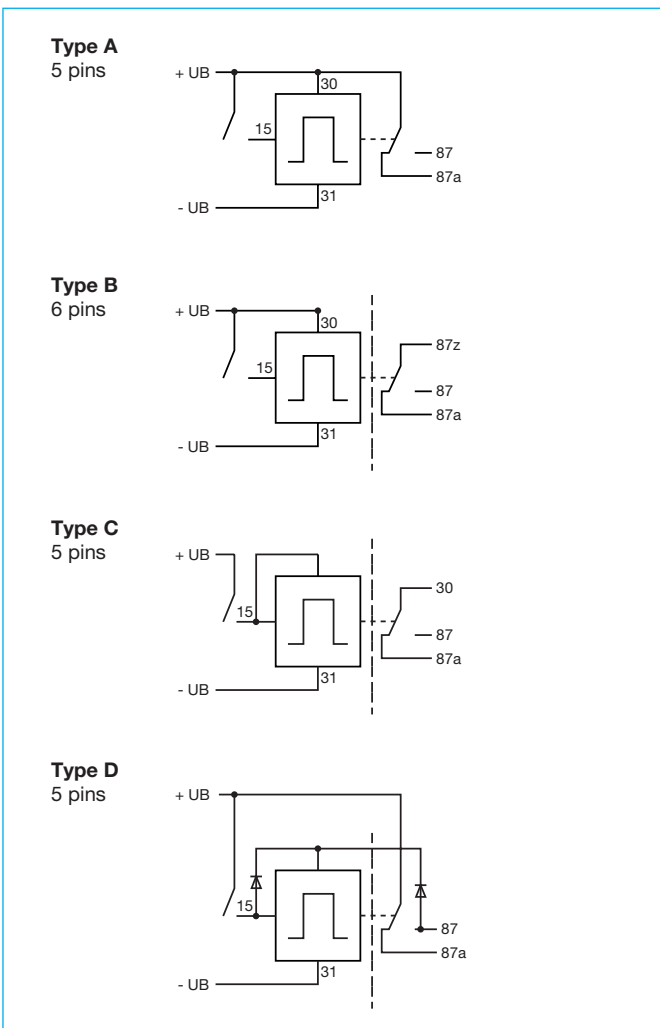 Type A
5 pins
+ UB
30
15
87
87a
31
- UB
Type B
6 pins
+ UB
30
87z
15
87
87a
31
- UB
Type C
5 pins
+ UB
30
15
87
87a
31
- UB
Type D
5 pins
+ UB
15
87
87a
31
- UB